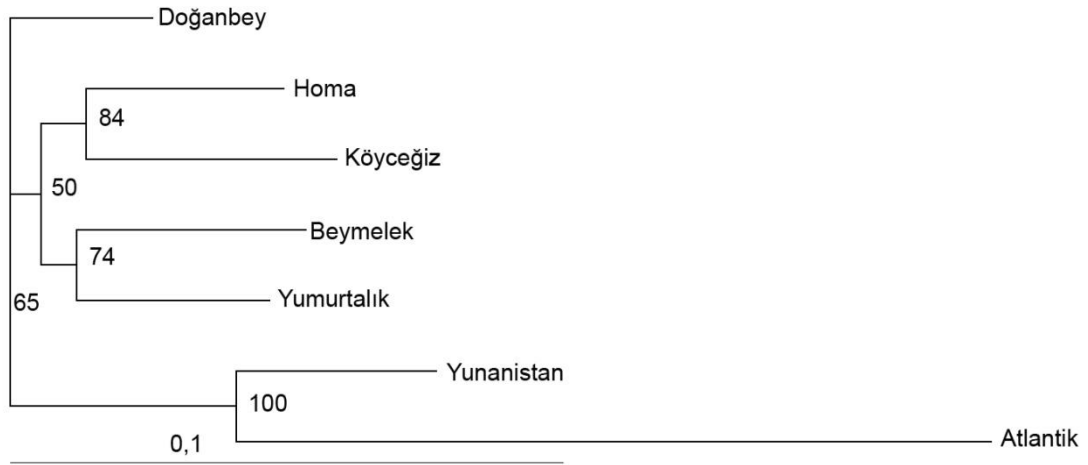 Doğanbey
Homa
84
Köyceğiz
50
Beymelek
74
Yumurtalık
65
Yunanistan
100
Atlantik
0,1